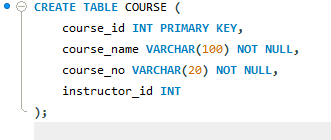 CREATE TABLE COURSE (
course_id INT PRIMARY KEY,
course_name VARCHAR(100) NOT NULL,
course_no VARCHAR(20) NOT NULL,
instructor_id INT
);